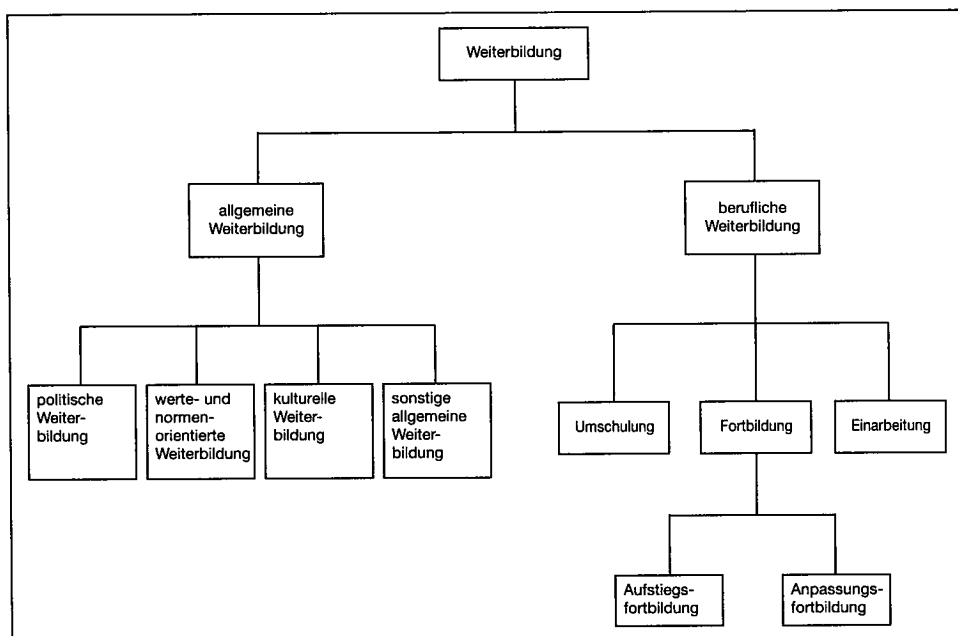 Weiterbildung
allgemeine
Weiterbildung
berufliche
Weiterbildung
politische
Weiter-
bildung
werte- und
normen-
orientierte
Weiterbildung
kulturelle
Weiter-
bildung
sonstige
allgemeine
Weiter-
bildung
Umschulung
Fortbildung
Einarbeitung
Aufstiegs-
fortbildung
Anpassungs-
fortbildung